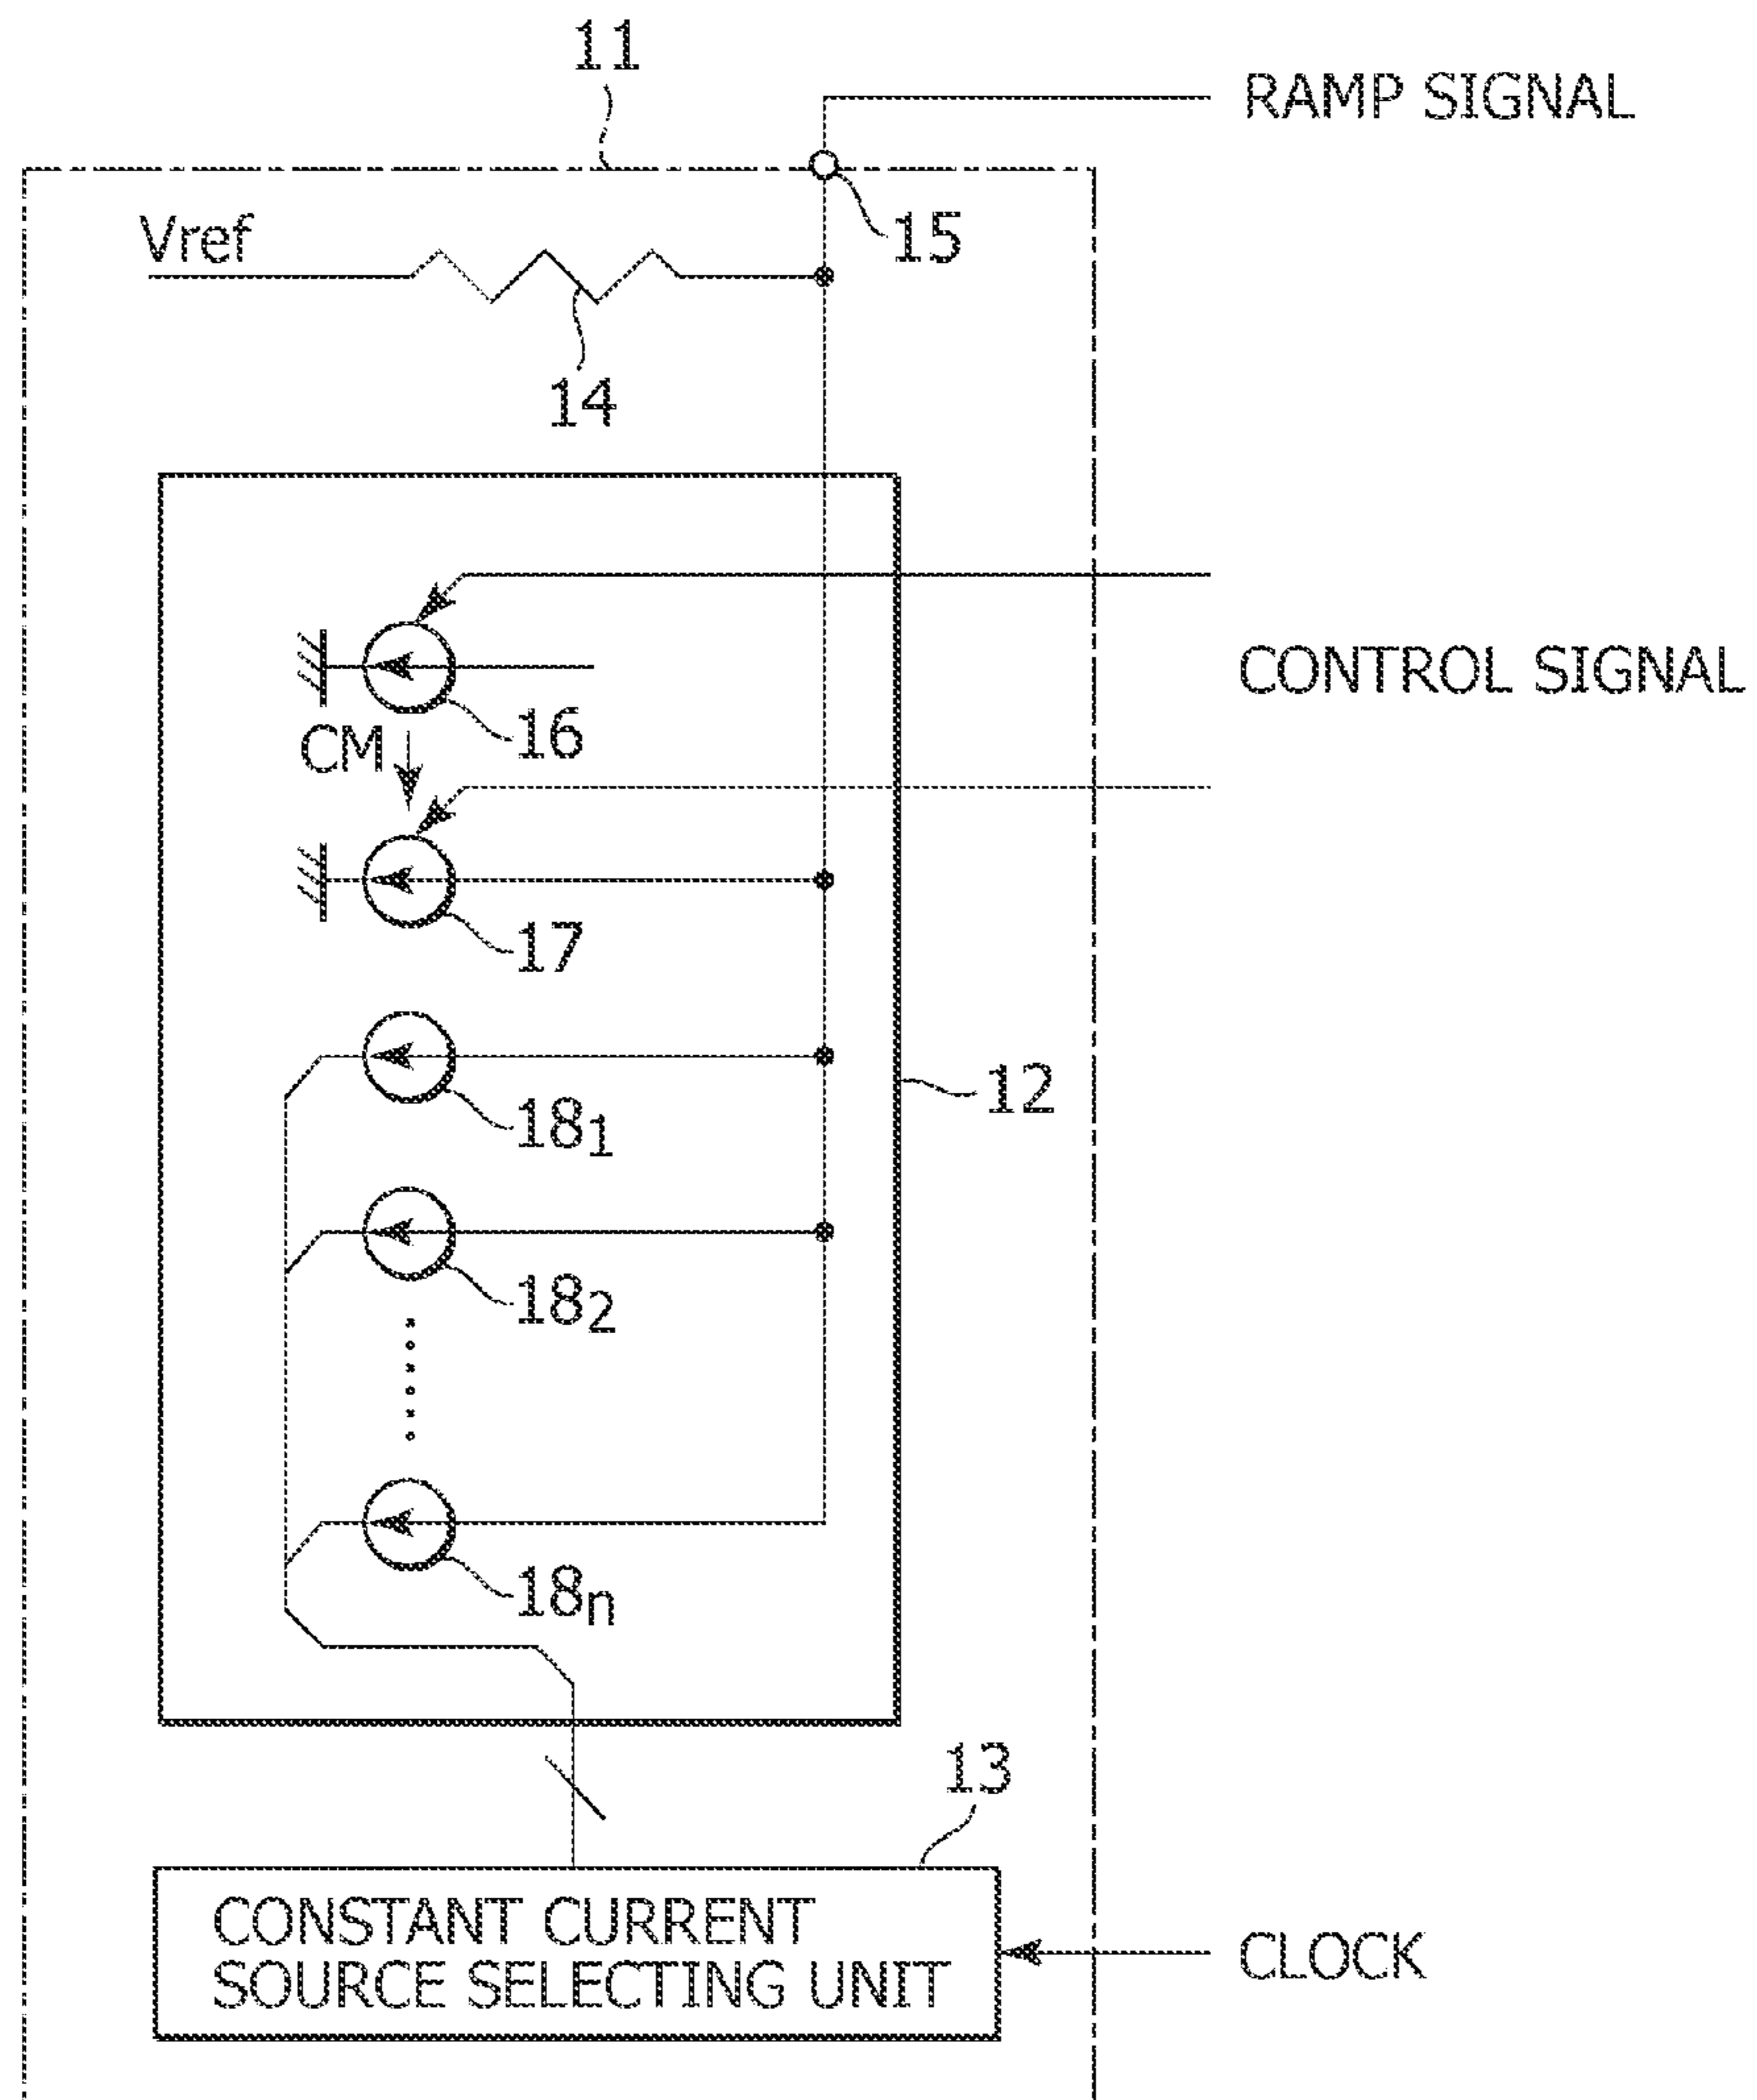 11
RAMP SIGNAL
Vref
15
14
CONTROL SIGNAL
16
CM
17
12
18₁
18₂
18ₙ
13
CONSTANT CURRENT
SOURCE SELECTING UNIT
CLOCK